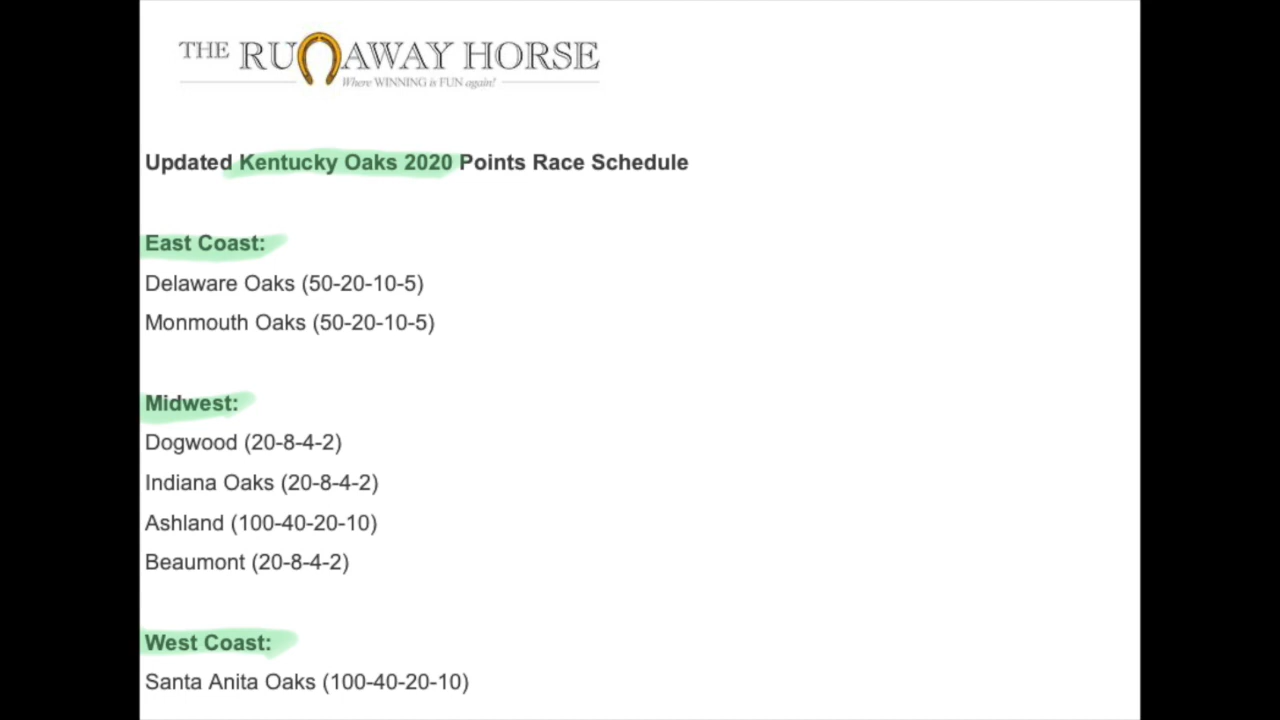 THE RUNAWAY HORSE
Where WINNING is FUN again!
Updated Kentucky Oaks 2020 Points Race Schedule
East Coast:
Delaware Oaks (50-20-10-5)
Monmouth Oaks (50-20-10-5)
Midwest:
Dogwood (20-8-4-2)
Indiana Oaks (20-8-4-2)
Ashland (100-40-20-10)
Beaumont (20-8-4-2)
West Coast:
Santa Anita Oaks (100-40-20-10)